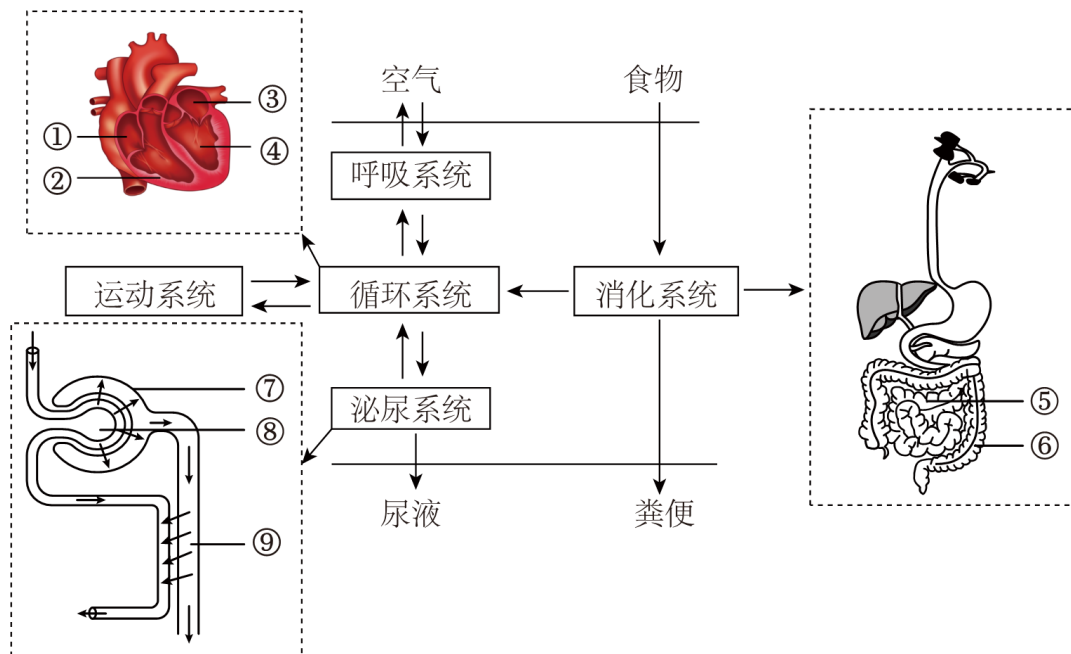 空气
食物
①
②
③
④
呼吸系统
运动系统
循环系统
消化系统
泌尿系统
⑤
⑥
⑦
⑧
⑨
尿液
粪便